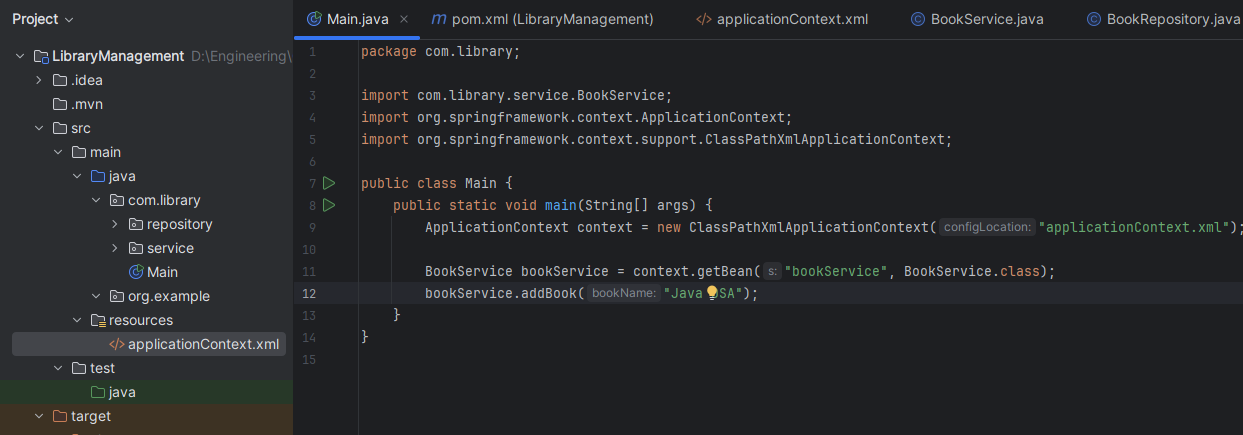 Project
Main.java
pom.xml (LibraryManagement)
applicationContext.xml
BookService.java
BookRepository.java
LibraryManagement D:\Engineering\
.idea
.mvn
src
main
java
com.library
repository
service
Main
org.example
resources
applicationContext.xml
test
java
target
1 package com.library;
2
3 import com.library.service.BookService;
4 import org.springframework.context.ApplicationContext;
5 import org.springframework.context.support.ClassPathXmlApplicationContext;
6
7 public class Main {
8 public static void main(String[] args) {
9 ApplicationContext context = new ClassPathXmlApplicationContext( configLocation: "applicationContext.xml");
10
11 BookService bookService = context.getBean( s: "bookService", BookService.class);
12 bookService.addBook( bookName: "Java SA");
13 }
14 }
15